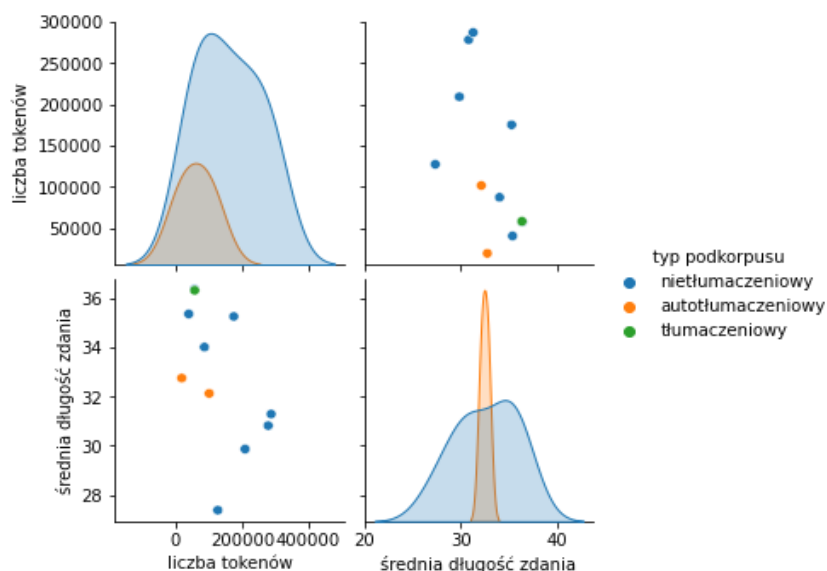 300000
250000
200000
150000
100000
50000
liczba tokenów
36
34
32
30
28
średnia długość zdania
0 200000 400000
liczba tokenów
20 30 40
średnia długość zdania
typ podkorpusu
nietłumaczeniowy
autotłumaczeniowy
tłumaczeniowy